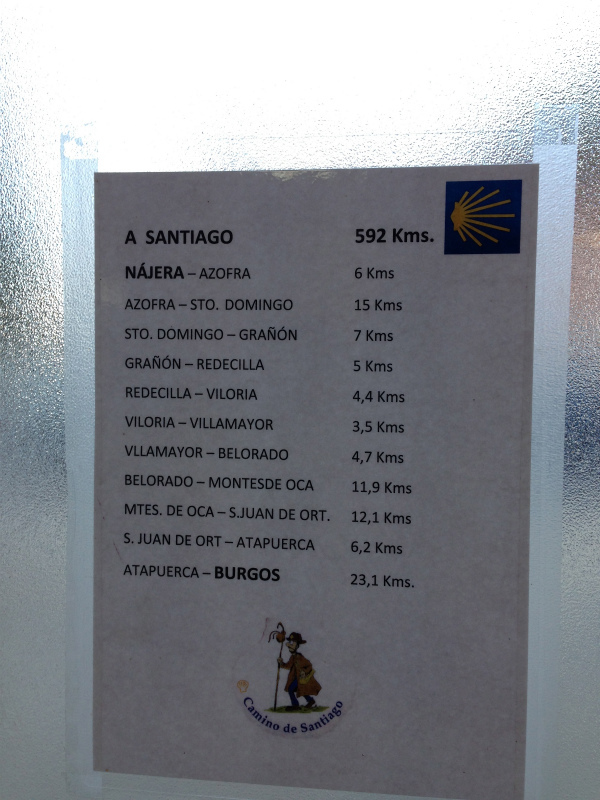 A SANTIAGO 592 Kms.
NÁJERA – AZOFRA 6 Kms
AZOFRA – STO. DOMINGO 15 Kms
STO. DOMINGO – GRAÑÓN 7 Kms
GRAÑÓN – REDECILLA 5 Kms
REDECILLA – VILORIA 4,4 Kms
VILORIA – VILLAMAYOR 3,5 Kms
VLLAMAYOR – BELORADO 4,7 Kms
BELORADO – MONTESDE OCA 11,9 Kms
MTES. DE OCA – S.JUAN DE ORT. 12,1 Kms
S. JUAN DE ORT – ATAPUERCA 6,2 Kms
ATAPUERCA – BURGOS 23,1 Kms.
Camino de Santiago